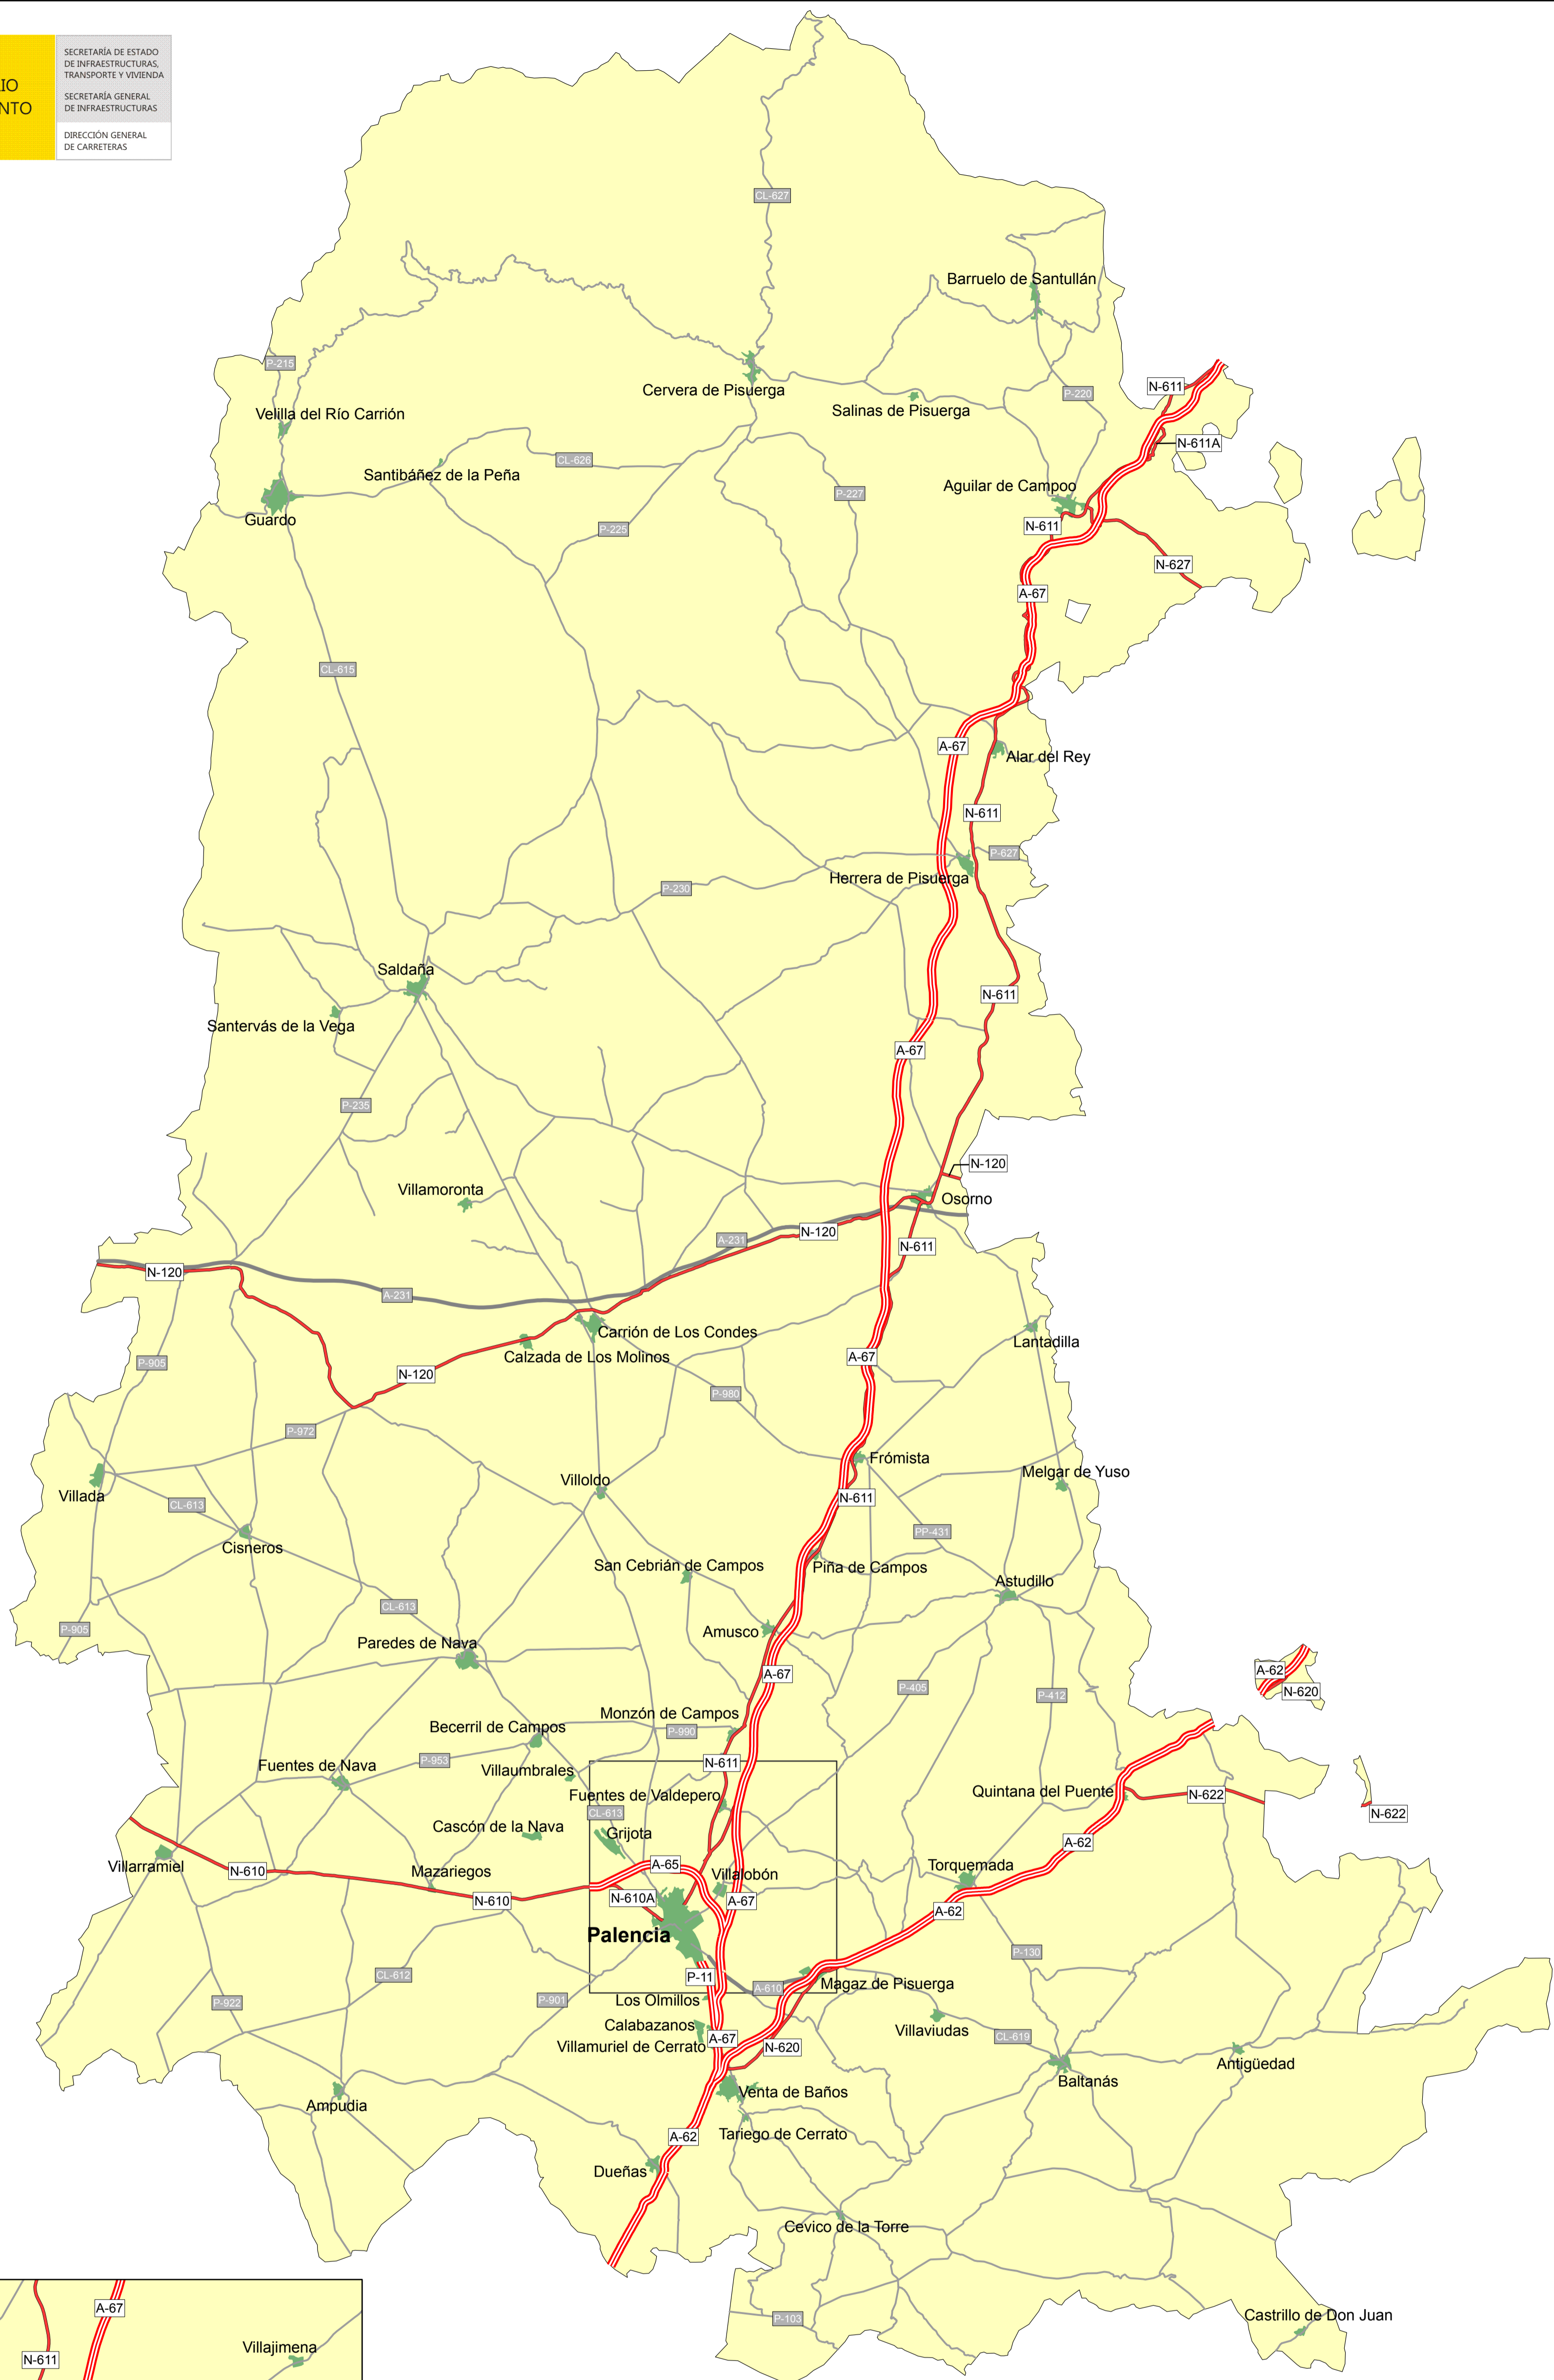 SECRETARÍA DE ESTADO
DE INFRAESTRUCTURAS,
TRANSPORTE Y VIVIENDA
IO
NTO
SECRETARÍA GENERAL
DE INFRAESTRUCTURAS
DIRECCIÓN GENERAL
DE CARRETERAS
CL-627
Barruelo de Santullán
P-215
Cervera de Pisuerga
N-611
P-220
Salinas de Pisuerga
Velilla del Río Carrión
N-611A
CL-626
Santibáñez de la Peña
Aguilar de Campoo
P-227
Guardo
N-611
P-225
N-627
A-67
CL-615
A-67
Alar del Rey
N-611
P-627
Herrera de Pisuerga
P-230
Saldaña
N-611
Santervás de la Vega
A-67
P-235
N-120
Villamoronta
Osorno
N-120
A-231
N-611
N-120
A-231
Carrión de Los Condes
Lantadilla
Calzada de Los Molinos
A-67
P-905
N-120
P-980
P-972
Frómista
Melgar de Yuso
Villoldo
Villada
N-611
CL-613
PP-431
Cisneros
San Cebrián de Campos
Piña de Campos
Astudillo
CL-613
P-905
Amusco
Paredes de Nava
A-67
A-62
P-405
N-620
P-412
Monzón de Campos
Becerril de Campos
P-990
P-953
N-611
Fuentes de Nava
Villaumbrales
Quintana del Puente
N-622
Fuentes de Valdepero
CL-613
N-622
Cascón de la Nava
Grijota
A-62
A-65
Villarramiel
Torquemada
N-610
Mazariegos
Villalobón
N-610A
N-610
A-67
A-62
Palencia
P-130
CL-612
P-11
Magaz de Pisuerga
A-610
P-901
Los Olmillos
P-922
Villaviudas
Calabazanos
CL-619
A-67
Villamuriel de Cerrato
N-620
Antigüedad
Baltanás
Venta de Baños
Ampudia
Tariego de Cerrato
A-62
Dueñas
Cevico de la Torre
A-67
Castrillo de Don Juan
P-103
Villajimena
N-611